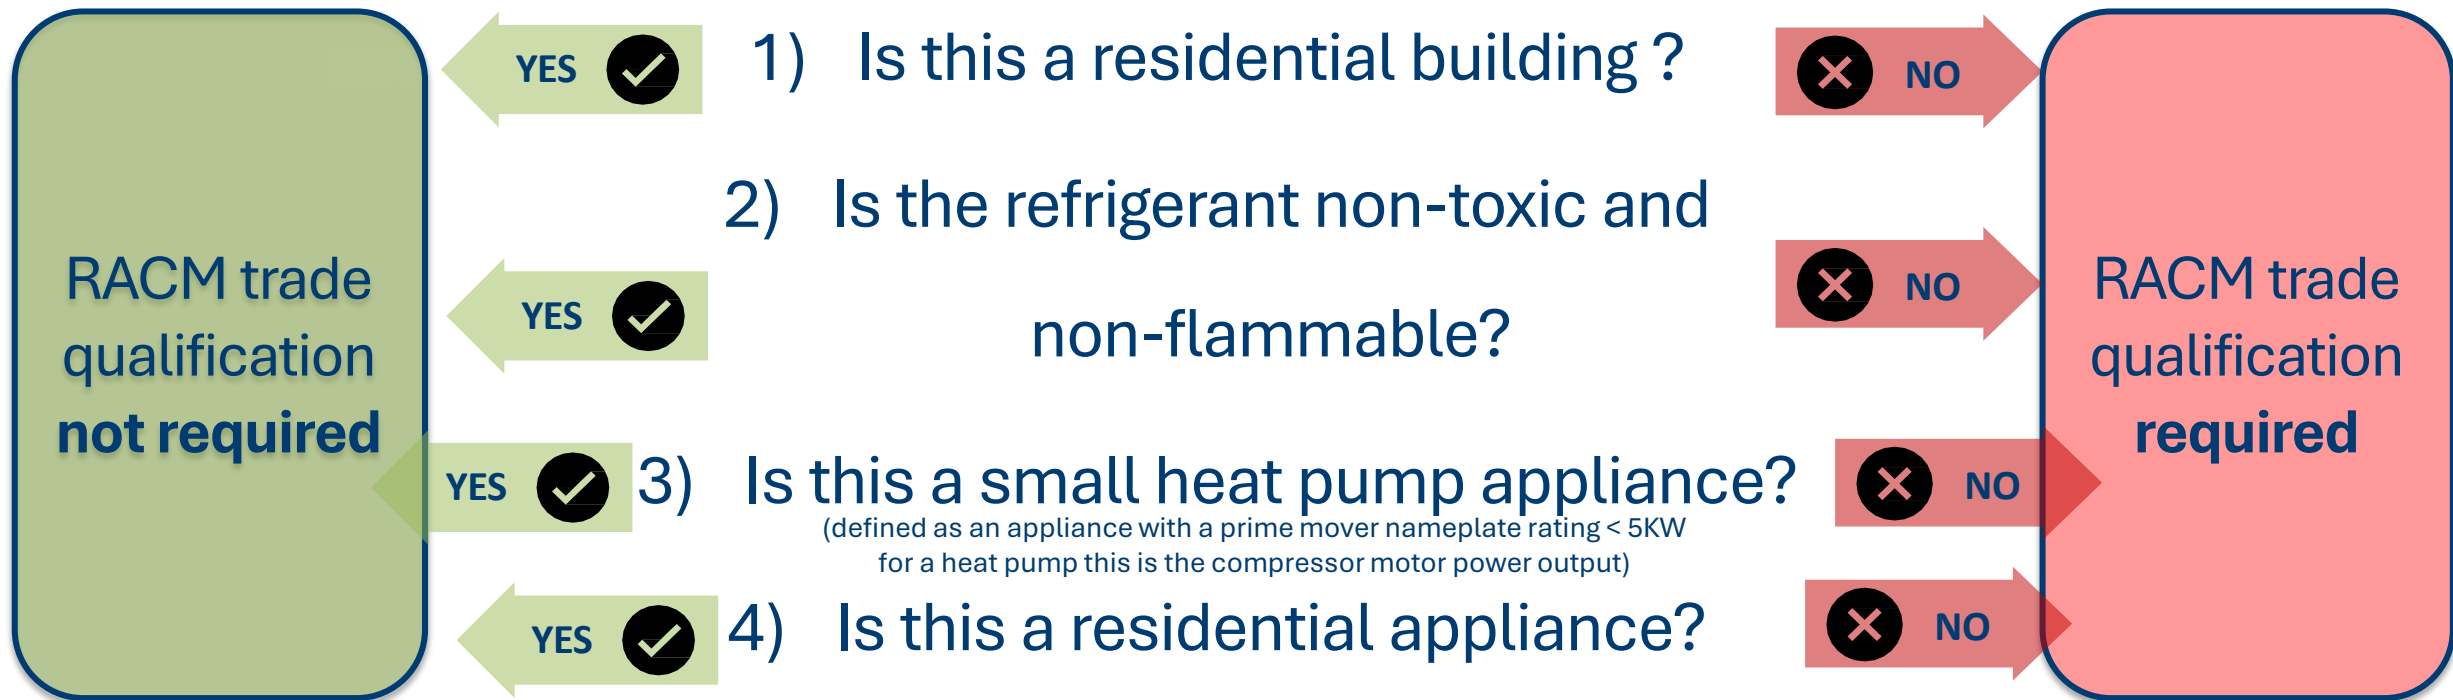 RACM trade
qualification
not required
YES
1) Is this a residential building ?
NO
2) Is the refrigerant non-toxic and
non-flammable?
YES
NO
YES
3) Is this a small heat pump appliance?
(defined as an appliance with a prime mover nameplate rating < 5KW
for a heat pump this is the compressor motor power output)
NO
YES
4) Is this a residential appliance?
NO
RACM trade
qualification
required